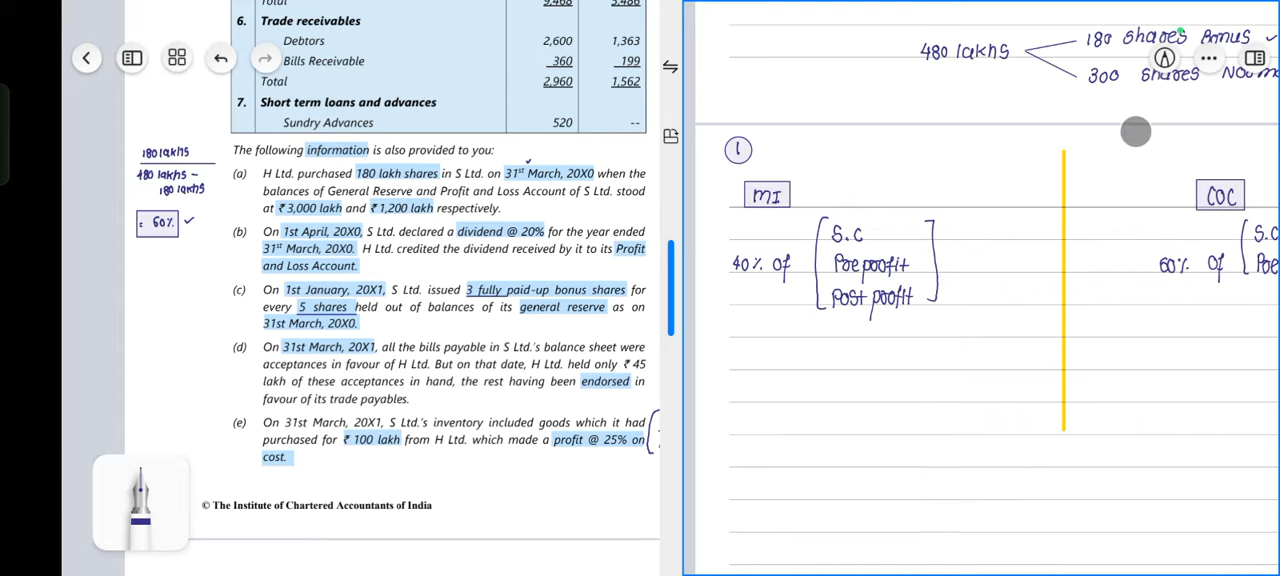 Total 9,468 5,486
6. Trade receivables
Debtors 2,600 1,363
Bills Receivable 360 199
Total 2,960 1,562
7. Short term loans and advances
Sundry Advances 520 --
The following information is also provided to you:
(a) H Ltd. purchased 180 lakh shares in S Ltd. on 31st March, 20X0 when the
balances of General Reserve and Profit and Loss Account of S Ltd. stood
at ₹ 3,000 lakh and ₹ 1,200 lakh respectively.
(b) On 1st April, 20X0, S Ltd. declared a dividend @ 20% for the year ended
31st March, 20X0. H Ltd. credited the dividend received by it to its Profit
and Loss Account.
(c) On 1st January, 20X1, S Ltd. issued 3 fully paid-up bonus shares for
every 5 shares held out of balances of its general reserve as on
31st March, 20X0.
(d) On 31st March, 20X1, all the bills payable in S Ltd.'s balance sheet were
acceptances in favour of H Ltd. But on that date, H Ltd. held only ₹ 45
lakh of these acceptances in hand, the rest having been endorsed in
favour of its trade payables.
(e) On 31st March, 20X1, S Ltd.'s inventory included goods which it had
purchased for ₹ 100 lakh from H Ltd. which made a profit @ 25% on
cost.
© The Institute of Chartered Accountants of India
180 lakhs
480 lakhs –
180 lakhs
= 60% ✓
480 lakhs
180 shares Bonus
300 shares
1
MI
40% of
S.C
Pre profit
Post profit
COC
60% of
S.C
Pre